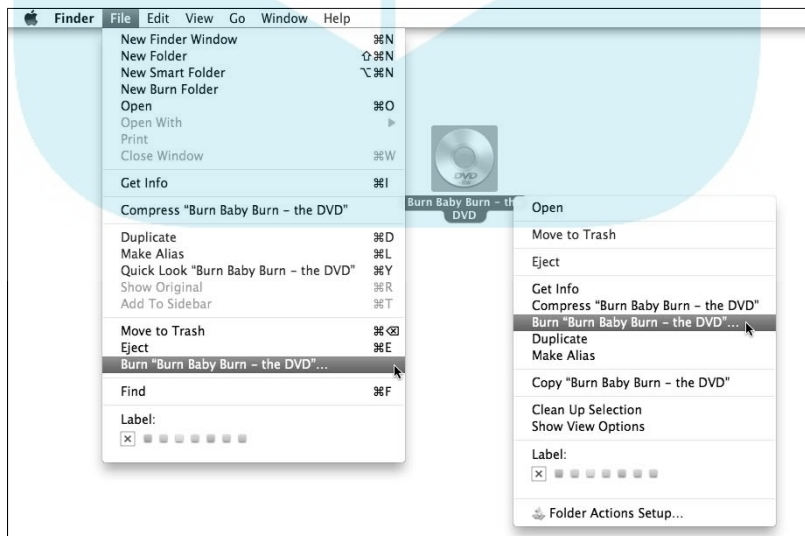 Finder File Edit View Go Window Help
New Finder Window ⌘N
New Folder ⇧⌘N
New Smart Folder ⌥⌘N
New Burn Folder
Open ⌘O
Open With ▶
Print
Close Window ⌘W
Get Info ⌘I
Compress “Burn Baby Burn – the DVD”
Duplicate ⌘D
Make Alias ⌘L
Quick Look “Burn Baby Burn – the DVD” ⌘Y
Show Original ⌘R
Add To Sidebar ⌘T
Move to Trash ⌘⌫
Eject ⌘E
Burn “Burn Baby Burn – the DVD”...
Find ⌘F
Label:
DVD
Burn Baby Burn – th
DVD
Open
Move to Trash
Eject
Get Info
Compress “Burn Baby Burn – the DVD”
Burn “Burn Baby Burn – the DVD”...
Duplicate
Make Alias
Copy “Burn Baby Burn – the DVD”
Clean Up Selection
Show View Options
Label:
Folder Actions Setup...